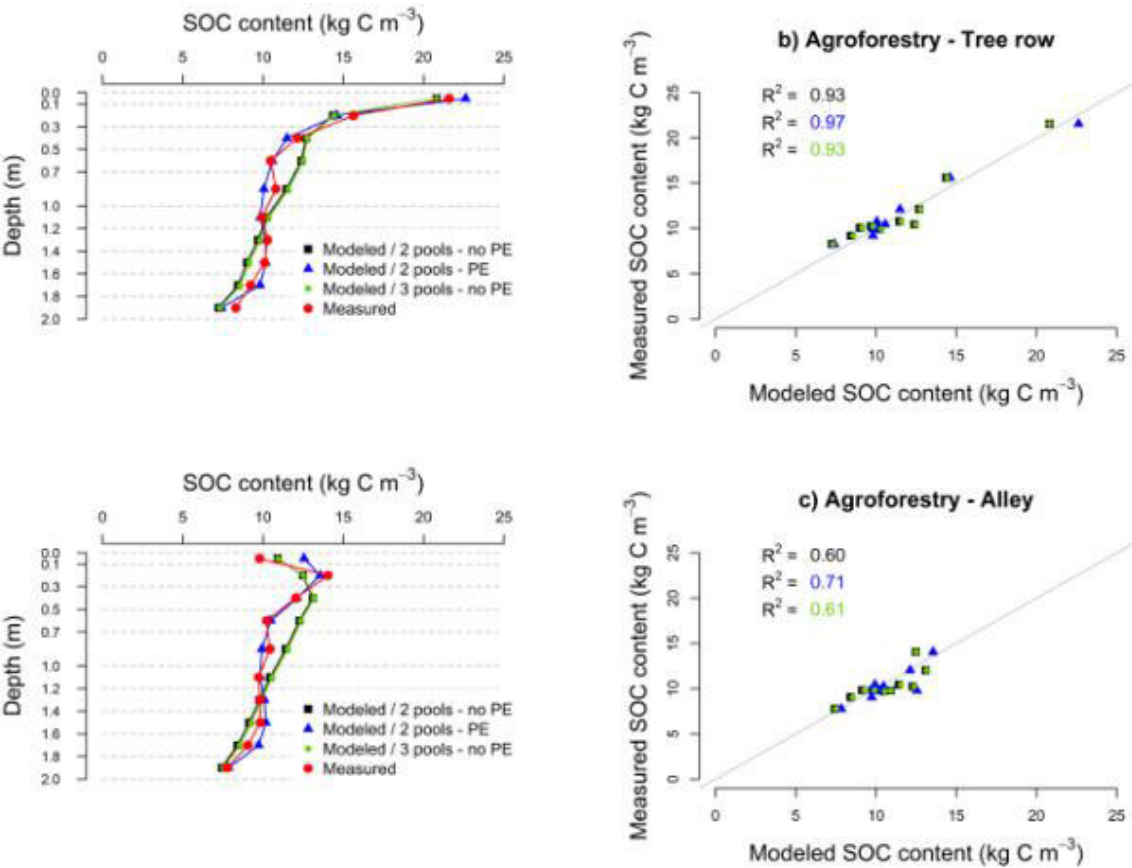 SOC content (kg C m⁻³)
0 5 10 15 20 25
Depth (m)
0.0
0.1
0.3
0.5
0.7
1.0
1.2
1.4
1.6
1.8
2.0
Modeled / 2 pools - no PE
Modeled / 2 pools - PE
Modeled / 3 pools - no PE
Measured
b) Agroforestry - Tree row
Measured SOC content (kg C m⁻³)
25
20
15
10
5
0
R² = 0.93
R² = 0.97
R² = 0.93
0 5 10 15 20 25
Modeled SOC content (kg C m⁻³)
SOC content (kg C m⁻³)
0 5 10 15 20 25
Depth (m)
0.0
0.1
0.3
0.5
0.7
1.0
1.2
1.4
1.6
1.8
2.0
Modeled / 2 pools - no PE
Modeled / 2 pools - PE
Modeled / 3 pools - no PE
Measured
c) Agroforestry - Alley
Measured SOC content (kg C m⁻³)
25
20
15
10
5
0
R² = 0.60
R² = 0.71
R² = 0.61
0 5 10 15 20 25
Modeled SOC content (kg C m⁻³)